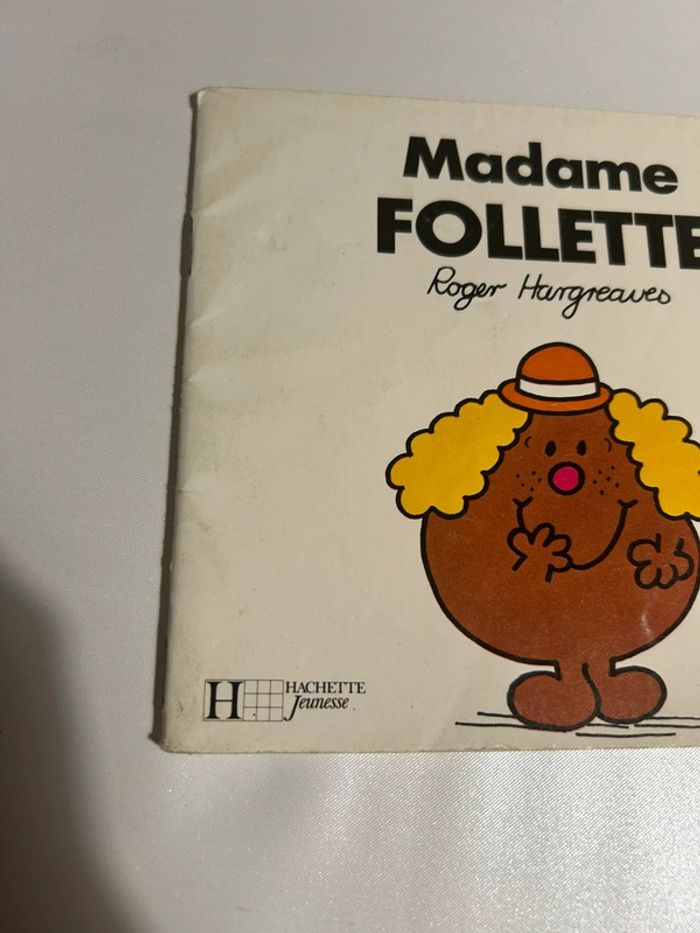 Madame
FOLLETTE
Roger Hargreaves
H HACHETTE
Jeunesse